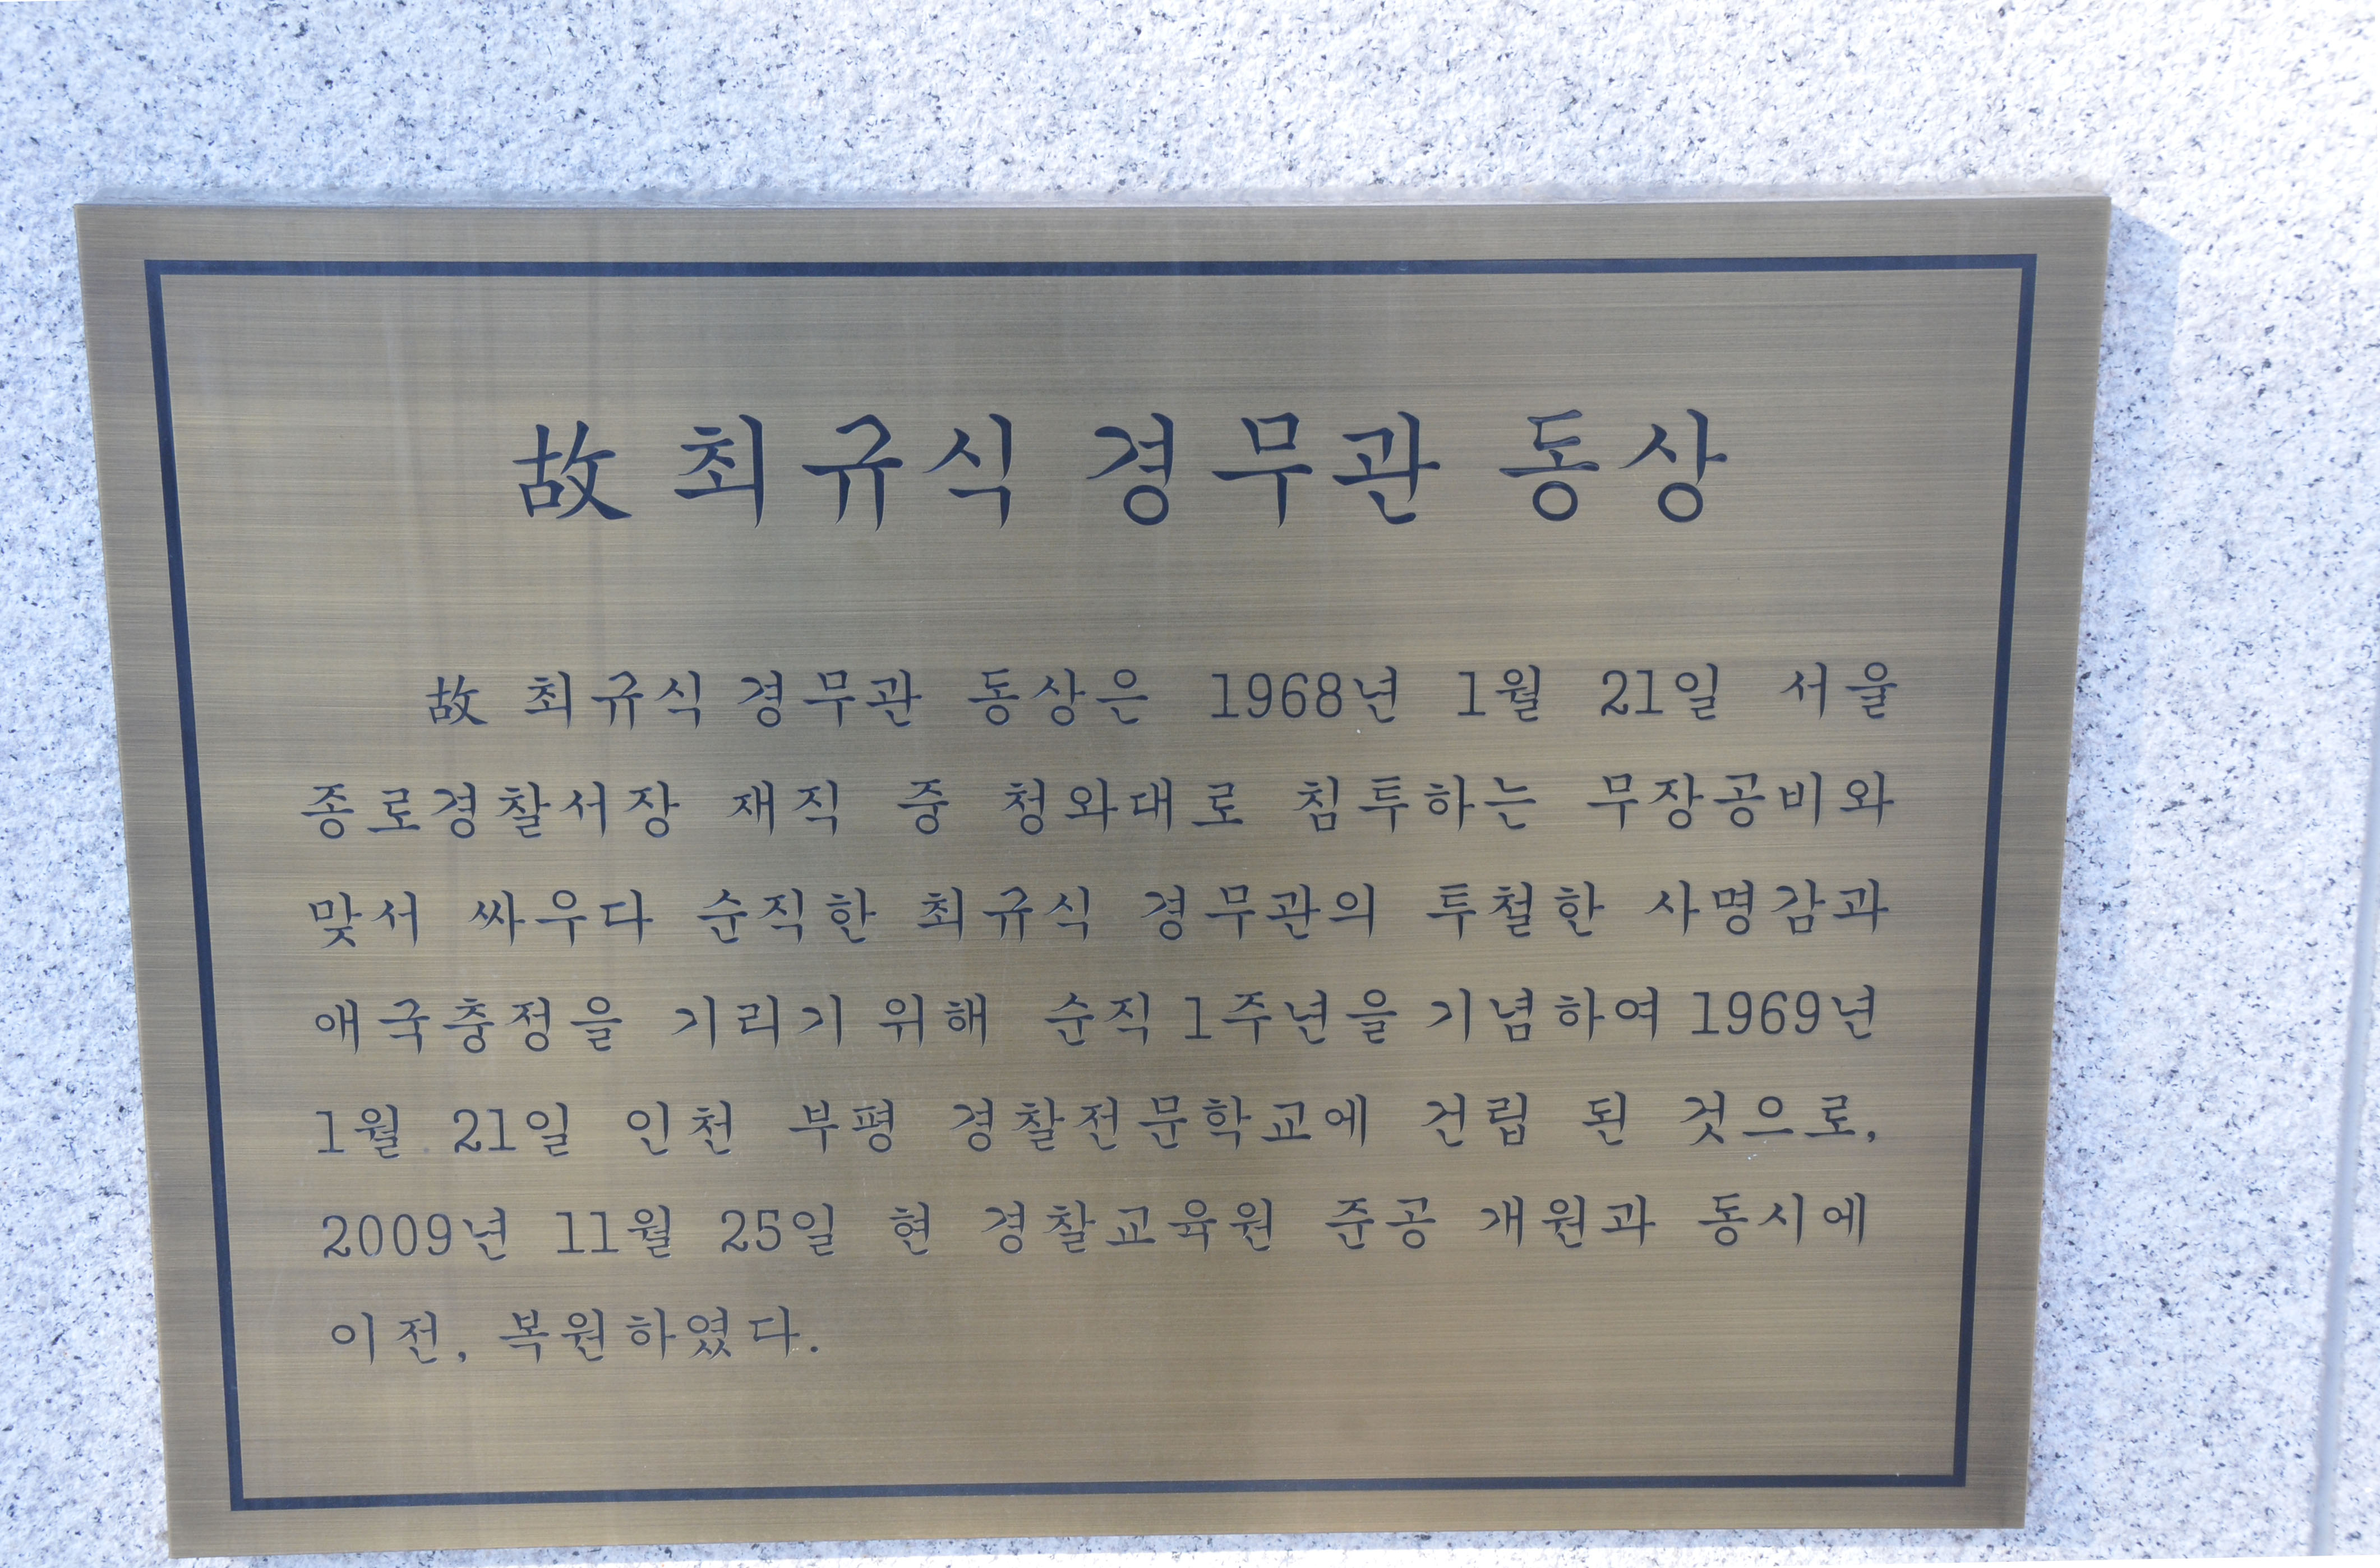 故 최규식 경무관 동상
故 최규식 경무관 동상은 1968년 1월 21일 서울
종로경찰서장 재직 중 청와대로 침투하는 무장공비와
맞서 싸우다 순직한 최규식 경무관의 투철한 사명감과
애국충정을 기리기 위해 순직 1주년을 기념하여 1969년
1월 21일 인천 부평 경찰전문학교에 건립 된 것으로,
2009년 11월 25일 현 경찰교육원 준공 개원과 동시에
이전, 복원하였다.